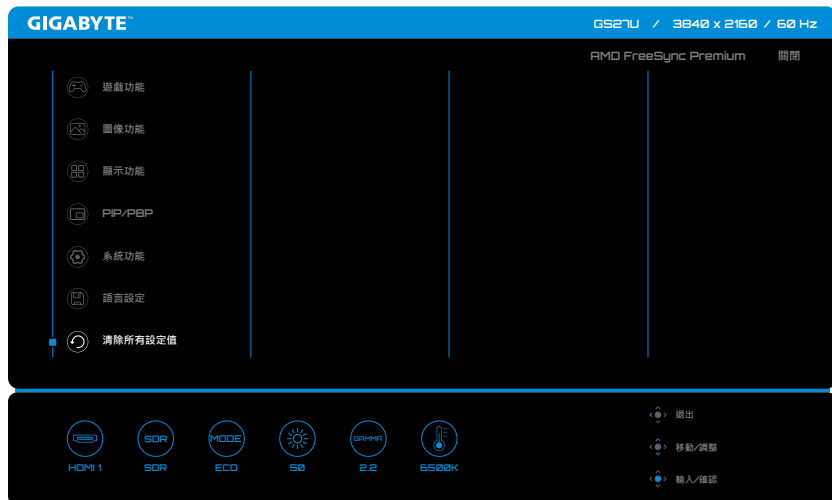 GIGABYTE™
GS27U / 3840 x 2160 / 60 Hz
AMD FreeSync Premium 關閉
遊戲功能
圖像功能
顯示功能
PIP/PBP
系統功能
語言設定
清除所有設定值
SDR
MODE
GAMMA
HDMI 1
SDR
ECO
50
2.2
6500K
退出
移動/調整
輸入/確認